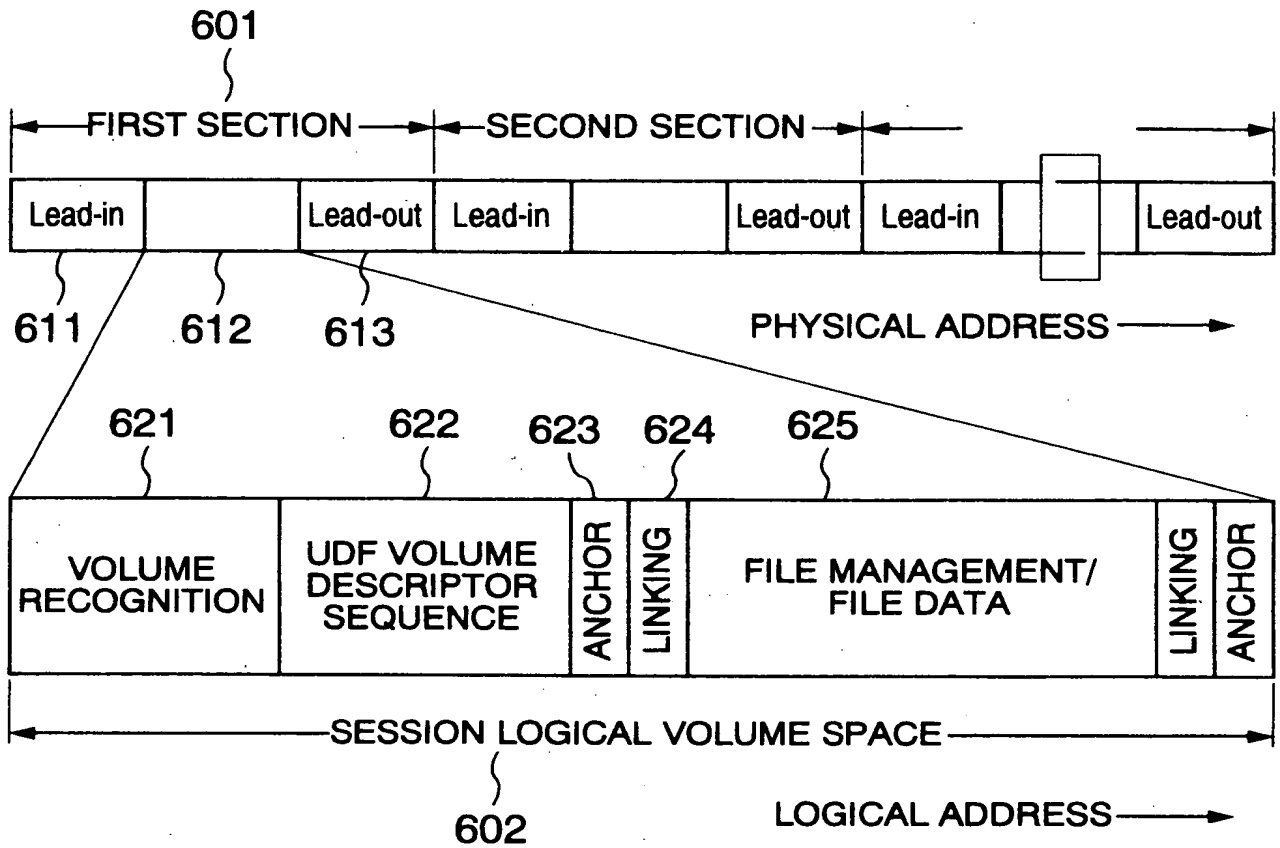 601
FIRST SECTION
SECOND SECTION
Lead-in
Lead-out
Lead-in
Lead-out
Lead-in
Lead-out
611
612
613
PHYSICAL ADDRESS
621
622
623
624
625
VOLUME
RECOGNITION
UDF VOLUME
DESCRIPTOR
SEQUENCE
ANCHOR
LINKING
FILE MANAGEMENT/
FILE DATA
LINKING
ANCHOR
SESSION LOGICAL VOLUME SPACE
602
LOGICAL ADDRESS